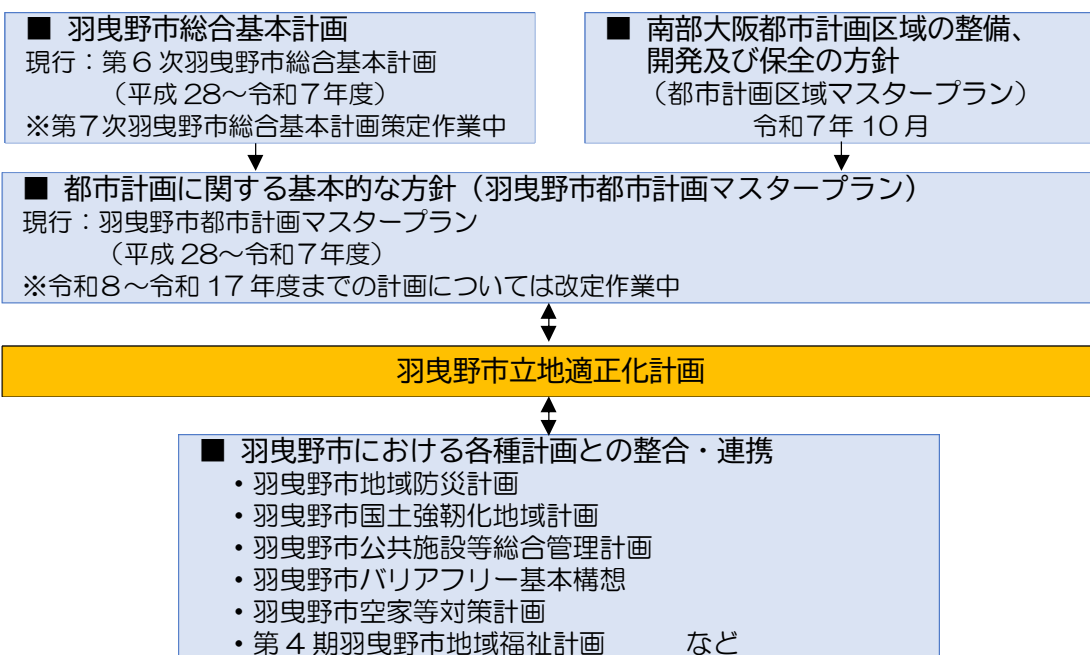 ■ 羽曳野市総合基本計画
現行：第6次羽曳野市総合基本計画
（平成28～令和7年度）
※第7次羽曳野市総合基本計画策定作業中
■ 南部大阪都市計画区域の整備、
開発及び保全の方針
（都市計画区域マスタープラン）
令和7年10月
■ 都市計画に関する基本的な方針（羽曳野市都市計画マスタープラン）
現行：羽曳野市都市計画マスタープラン
（平成28～令和7年度）
※令和8～令和17年度までの計画については改定作業中
羽曳野市立地適正化計画
■ 羽曳野市における各種計画との整合・連携
・羽曳野市地域防災計画
・羽曳野市国土強靭化地域計画
・羽曳野市公共施設等総合管理計画
・羽曳野市バリアフリー基本構想
・羽曳野市空家等対策計画
・第4期羽曳野市地域福祉計画 など